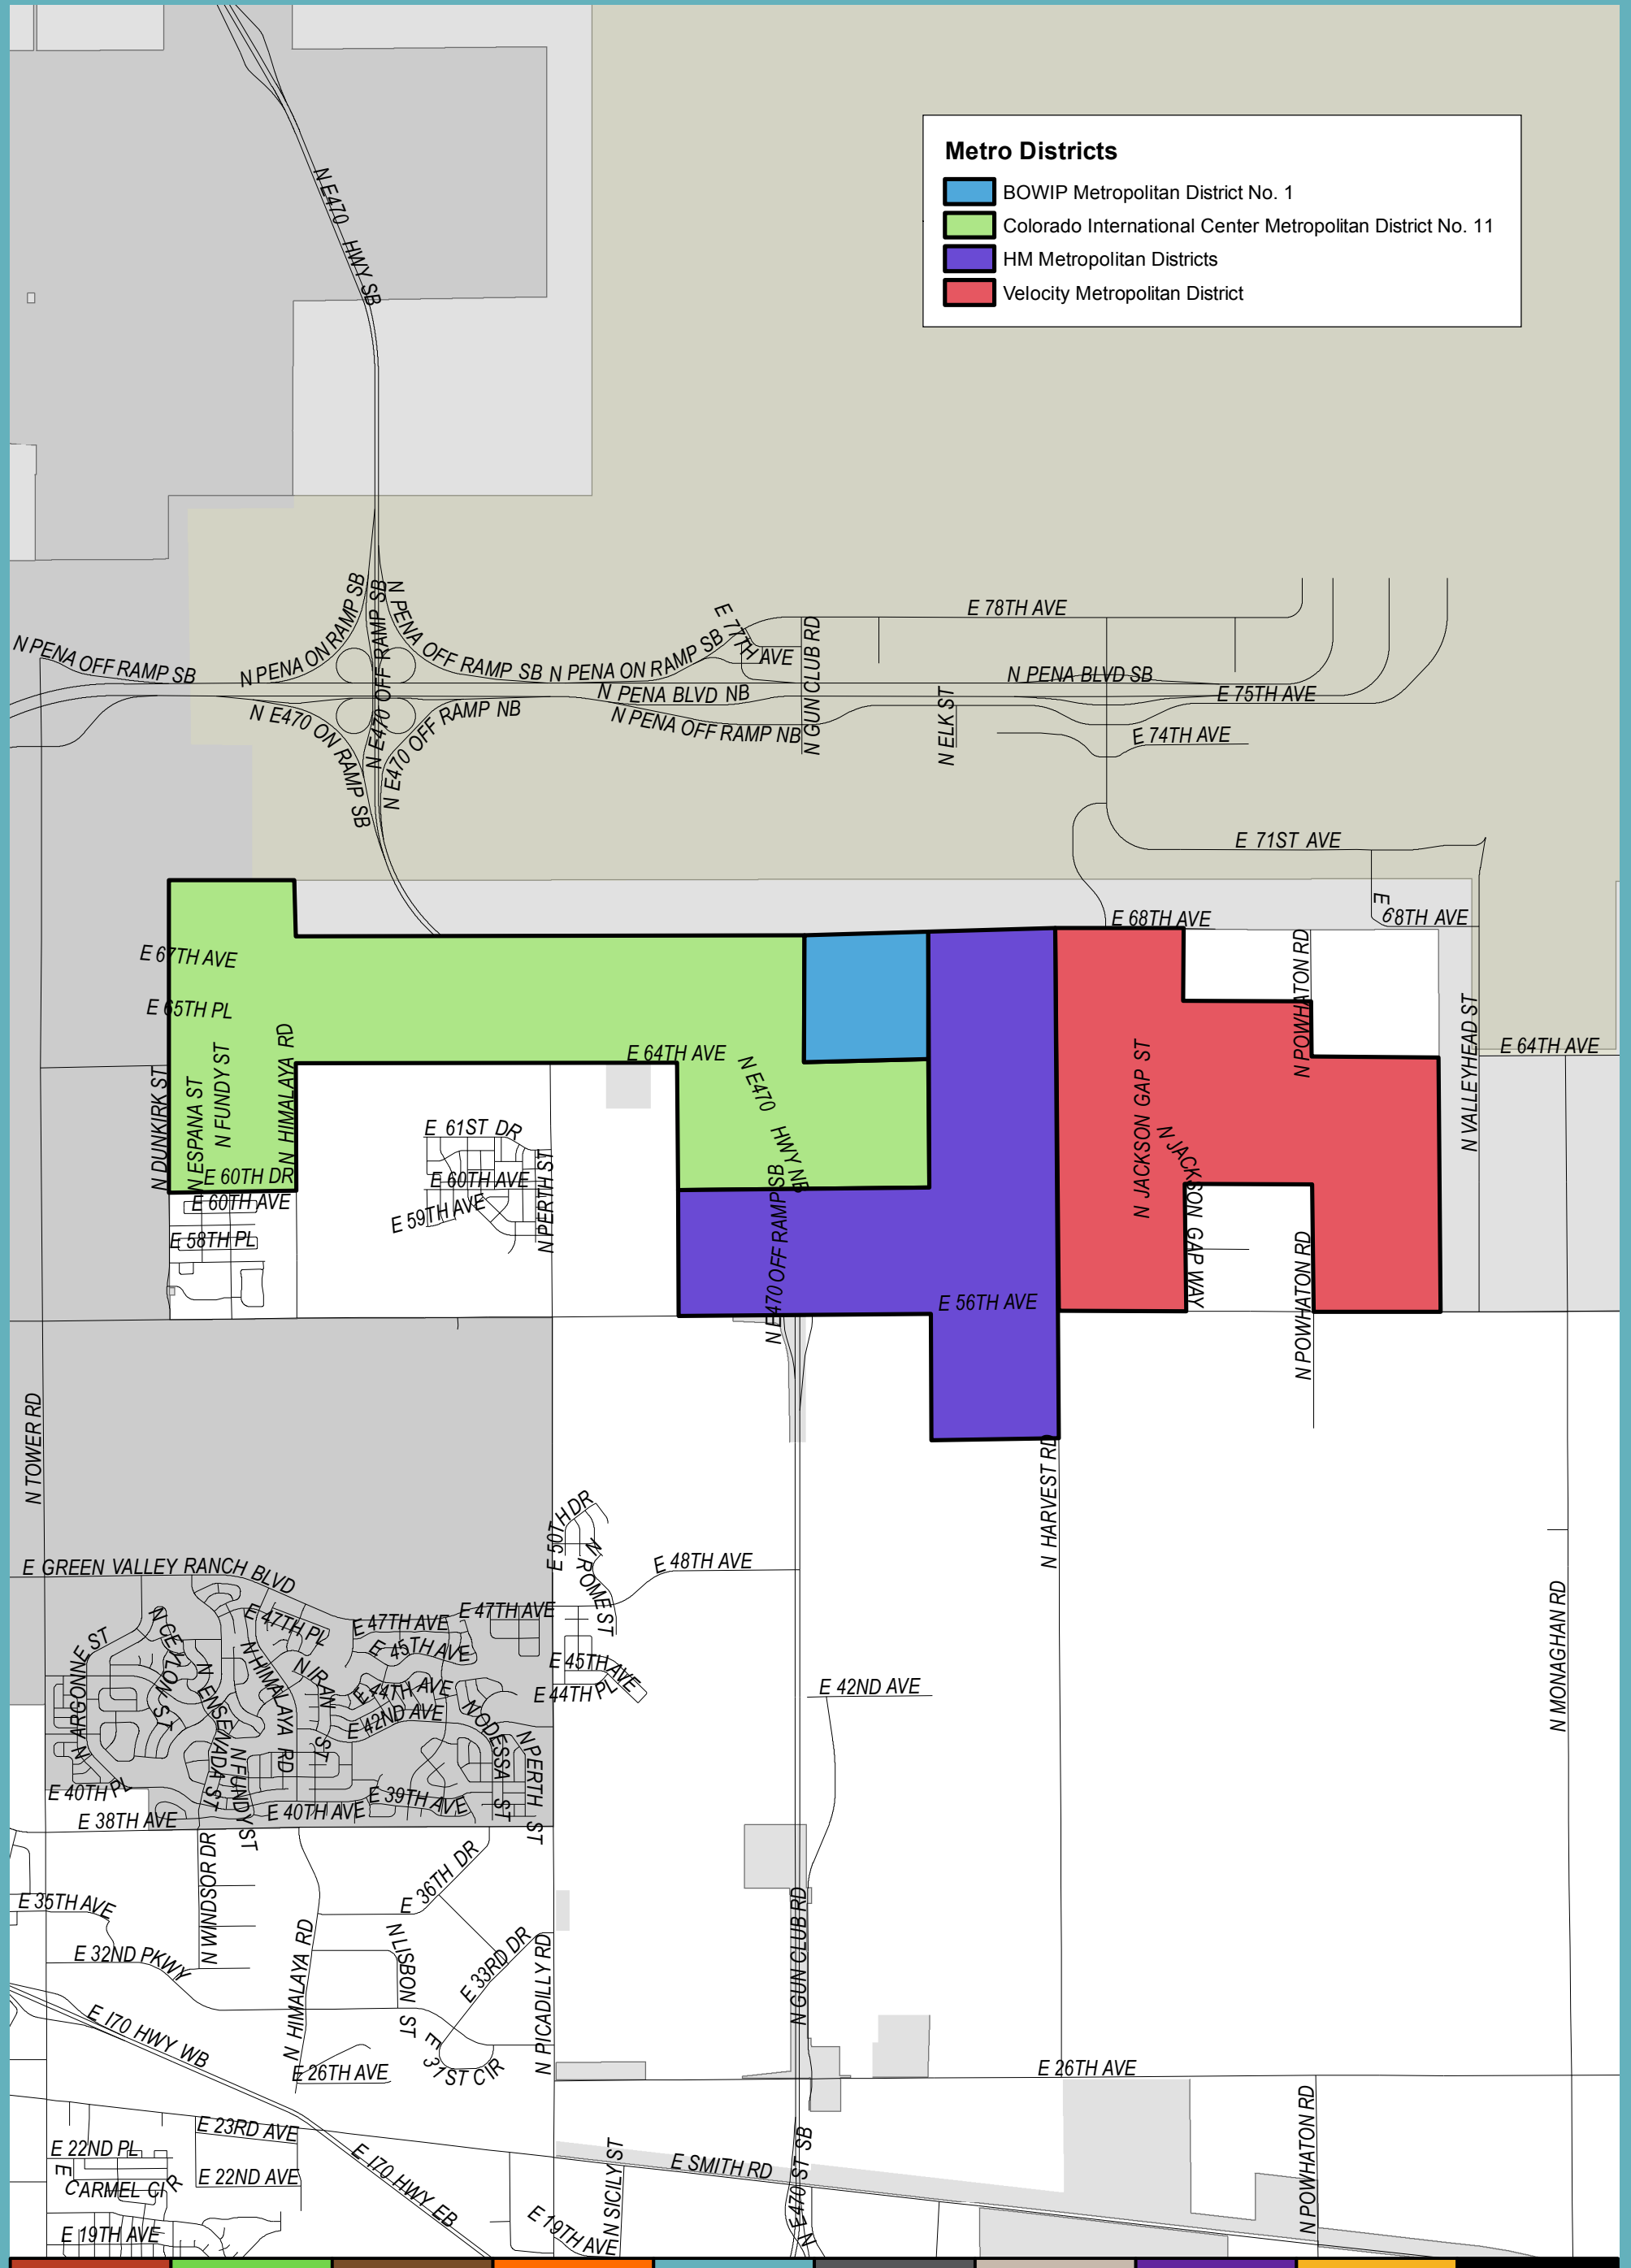 Metro Districts
BOWIP Metropolitan District No. 1
Colorado International Center Metropolitan District No. 11
HM Metropolitan Districts
Velocity Metropolitan District
N E470 HWY SB
N PENA OFF RAMP SB
N PENA ON RAMP SB
N E470 OFF RAMP SB
N PENA OFF RAMP SB
N PENA ON RAMP SB
E 77TH AVE
N GUN CLUB RD
E 78TH AVE
N PENA BLVD SB
N PENA BLVD NB
E 75TH AVE
N PENA OFF RAMP NB
N E470 ON RAMP SB
N E470 OFF RAMP NB
N ELK ST
E 74TH AVE
E 71ST AVE
E 68TH AVE
E 68TH AVE
E 67TH AVE
E 65TH PL
N DUNKIRK ST
N ESPANA ST
N FUNDY ST
N HIMALAYA RD
E 64TH AVE
N E470 HWY NB
N JACKSON GAP ST
N JACKSON GAP WAY
N POWHATON RD
N VALLEYHEAD ST
E 64TH AVE
E 61ST DR
E 60TH DR
E 60TH AVE
E 60TH AVE
E 59TH AVE
E 58TH PL
N PERTH ST
N E470 OFF RAMP SB
E 56TH AVE
N POWHATON RD
N TOWER RD
N HARVEST RD
N MONAGHAN RD
E 50TH DR
N ROME ST
E 48TH AVE
E GREEN VALLEY RANCH BLVD
E 47TH PL
E 47TH AVE
E 47TH AVE
E 45TH AVE
E 45TH AVE
E 44TH AVE
E 44TH PL
E 42ND AVE
E 42ND AVE
N ARGONNE ST
N CEYLON ST
N ENSENADA ST
N HIMALAYA RD
N IRAN ST
N FUNDY ST
N ODESSA ST
N PERTH ST
E 40TH PL
E 40TH AVE
E 39TH AVE
E 38TH AVE
E 36TH DR
E 35TH AVE
N WINDSOR DR
E 33RD DR
E 32ND PKWY
N HIMALAYA RD
N LISBON ST
E 31ST CIR
N PICADILLY RD
N GUN CLUB RD
E I70 HWY WB
E 26TH AVE
E 26TH AVE
E 23RD AVE
E 22ND PL
E 22ND AVE
E CARMEL CIR
E 19TH AVE
E I70 HWY EB
E 19TH AVE
N SICILY ST
E SMITH RD
N E470 ST SB
N POWHATON RD